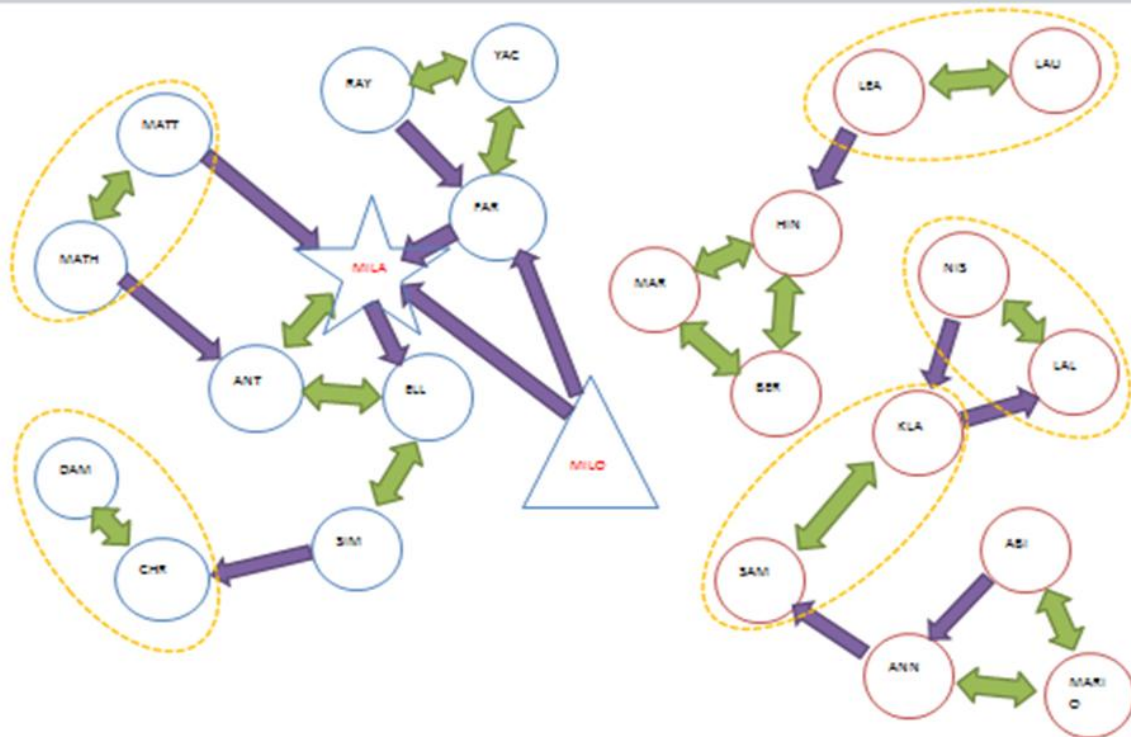 YAC
RAY
LAU
LEA
MATT
FAR
HIN
MATH
MILA
NIS
MAR
LAL
ANT
ELL
BER
KLA
DAM
MILO
SIM
ABI
CHR
SAM
ANN
MARI
O